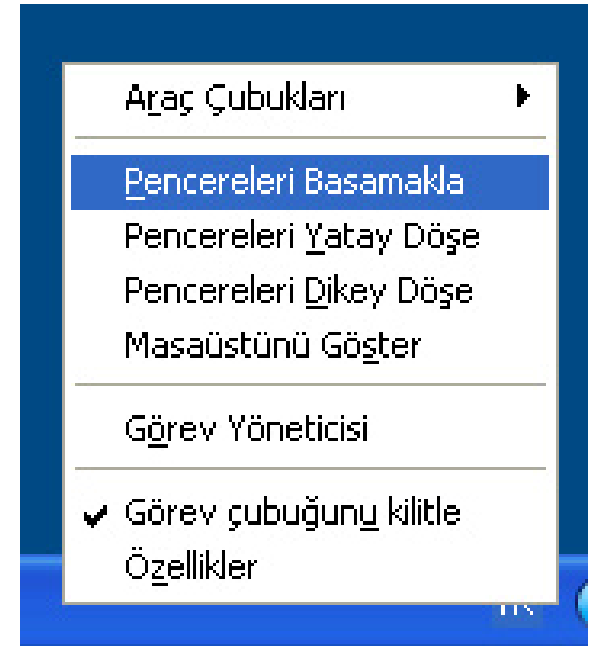 Araç Çubukları
Pencereleri Basamakla
Pencereleri Yatay Döşe
Pencereleri Dikey Döşe
Masaüstünü Göster
Görev Yöneticisi
Görev çubuğunu kilitle
Özellikler